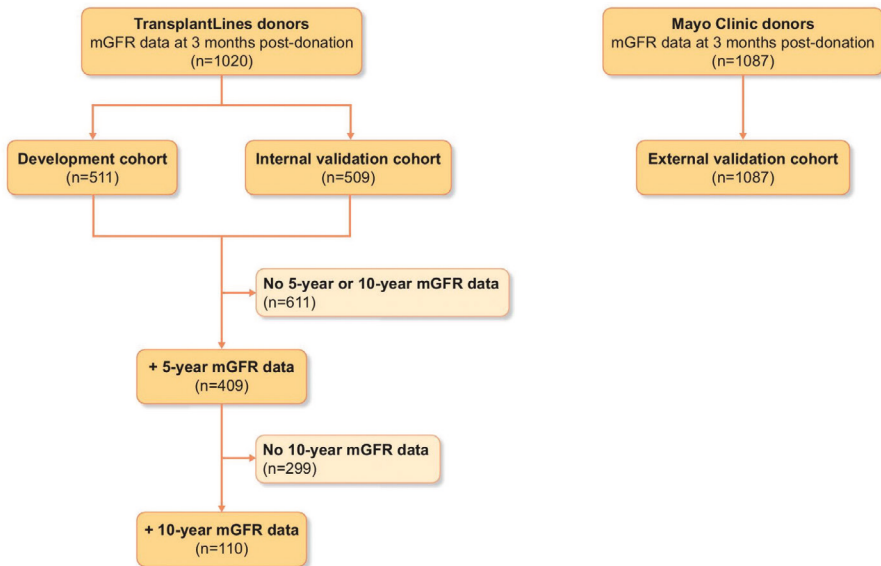 TransplantLines donors
mGFR data at 3 months post-donation
(n=1020)
Mayo Clinic donors
mGFR data at 3 months post-donation
(n=1087)
Development cohort
(n=511)
Internal validation cohort
(n=509)
External validation cohort
(n=1087)
No 5-year or 10-year mGFR data
(n=611)
+ 5-year mGFR data
(n=409)
No 10-year mGFR data
(n=299)
+ 10-year mGFR data
(n=110)